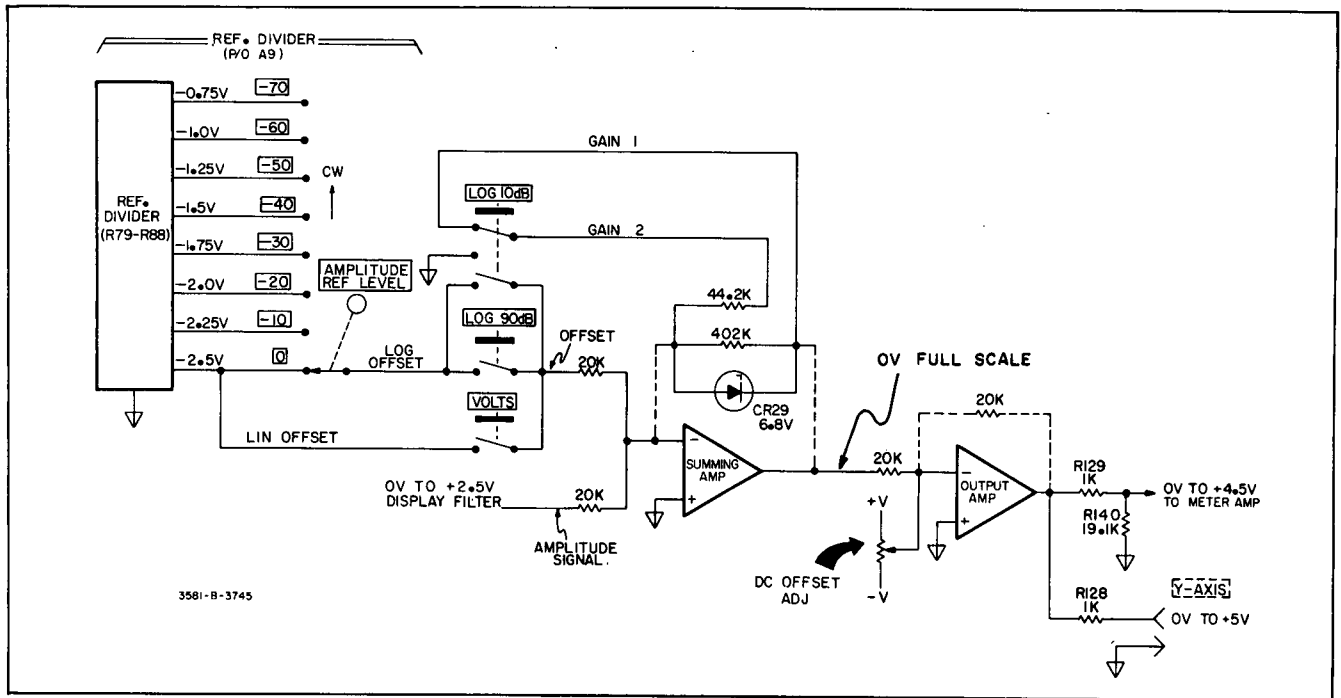 REF. DIVIDER
(P/O A9)
-0.75V
-70
-1.0V
-60
-1.25V
-50
CW
-1.5V
-40
REF.
DIVIDER
(R79-R88)
-1.75V
-30
-2.0V
-20
-2.25V
-10
-2.5V
0
AMPLITUDE
REF LEVEL
LOG
OFFSET
LIN OFFSET
GAIN 1
LOG 10dB
GAIN 2
LOG 90dB
OFFSET
20K
VOLTS
0V TO +2.5V
DISPLAY FILTER
20K
AMPLITUDE
SIGNAL.
44.2K
402K
CR29
6.8V
-
SUMMING
AMP
+
0V FULL SCALE
20K
20K
-
OUTPUT
AMP
+
+V
DC OFFSET
ADJ
-V
R129
1K
0V TO +4.5V
TO METER AMP
R140
19.1K
R128
1K
Y-AXIS
0V TO +5V
3581-B-3745